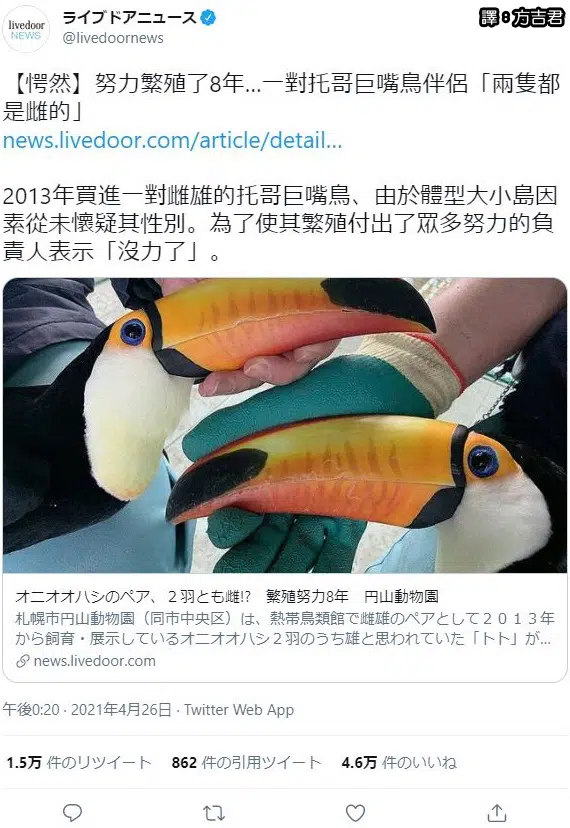 livedoor
NEWS
ライブドアニュース
@livedoornews
譯:方吉君
【愕然】努力繁殖了8年...一對托哥巨嘴鳥伴侶「兩隻都
是雌的」
news.livedoor.com/article/detail...
2013年買進一對雌雄的托哥巨嘴鳥、由於體型大小島因
素從未懷疑其性別。為了使其繁殖付出了眾多努力的負
責人表示「沒力了」。
オニオオハシのペア、２羽とも雌!?　繁殖努力8年　円山動物園
札幌市円山動物園（同市中央区）は、熱帯鳥類館で雌雄のペアとして２０１３年
から飼育・展示しているオニオオハシ２羽のうち雄と思われていた「トト」が...
news.livedoor.com
午後0:20 · 2021年4月26日 · Twitter Web App
1.5万 件のリツイート 862 件の引用ツイート 4.6万 件のいいね